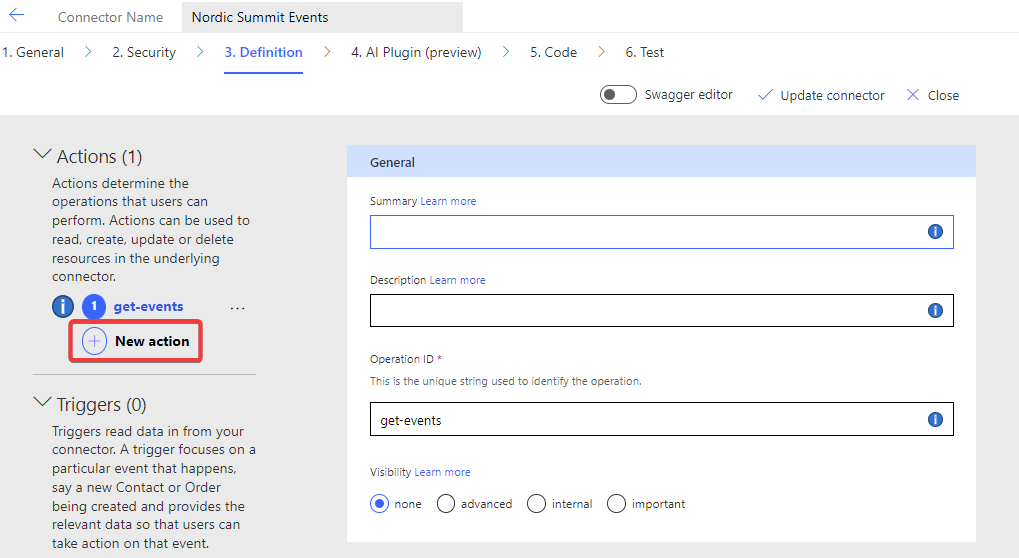 Connector Name Nordic Summit Events
1. General 2. Security 3. Definition 4. AI Plugin (preview) 5. Code 6. Test
Swagger editor Update connector Close
Actions (1)
Actions determine the
operations that users can
perform. Actions can be used to
read, create, update or delete
resources in the underlying
connector.
i 1 get-events ...
+ New action
Triggers (0)
Triggers read data in from your
connector. A trigger focuses on a
particular event that happens,
say a new Contact or Order
being created and provides the
relevant data so that users can
take action on that event.
General
Summary Learn more
i
Description Learn more
i
Operation ID *
This is the unique string used to identify the operation.
get-events i
Visibility Learn more
none advanced internal important